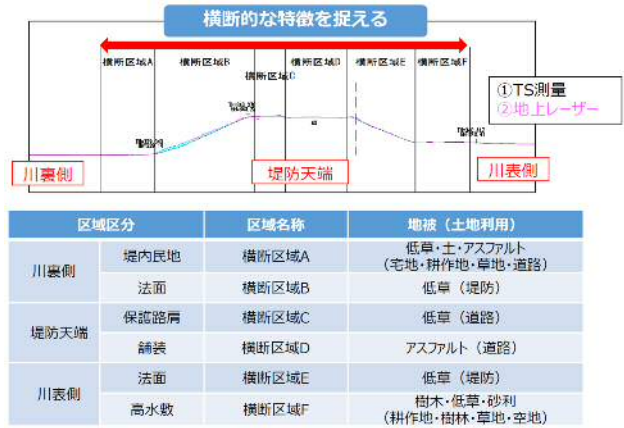 横断的な特徴を捉える
横断区域A
横断区域B
横断区域C
横断区域D
横断区域E
横断区域F
①TS測量
②地上レーザー
川裏側
堤防天端
川表側
区域区分
区域名称
地被（土地利用）
川裏側
堤内民地
横断区域A
低草・土・アスファルト
（宅地・耕作地・草地・道路）
法面
横断区域B
低草（堤防）
堤防天端
保護路肩
横断区域C
低草（道路）
舗装
横断区域D
アスファルト（道路）
川表側
法面
横断区域E
低草（堤防）
高水敷
横断区域F
樹木・低草・砂利
（耕作地・樹林・草地・空地）